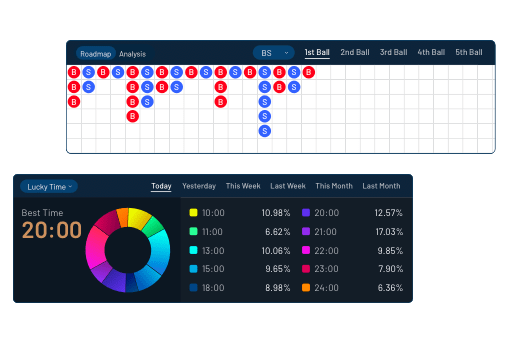 Roadmap Analysis BS 1st Ball 2nd Ball 3rd Ball 4th Ball 5th Ball
B S B S B S B S B S B S B S B S B
B S B S B S B S B S
B B S B S
B S
S
Lucky Time Today Yesterday This Week Last Week This Month Last Month
Best Time
20:00
10:00 10.98% 20:00 12.57%
11:00 6.62% 21:00 17.03%
13:00 10.06% 22:00 9.85%
15:00 9.65% 23:00 7.90%
18:00 8.98% 24:00 6.36%